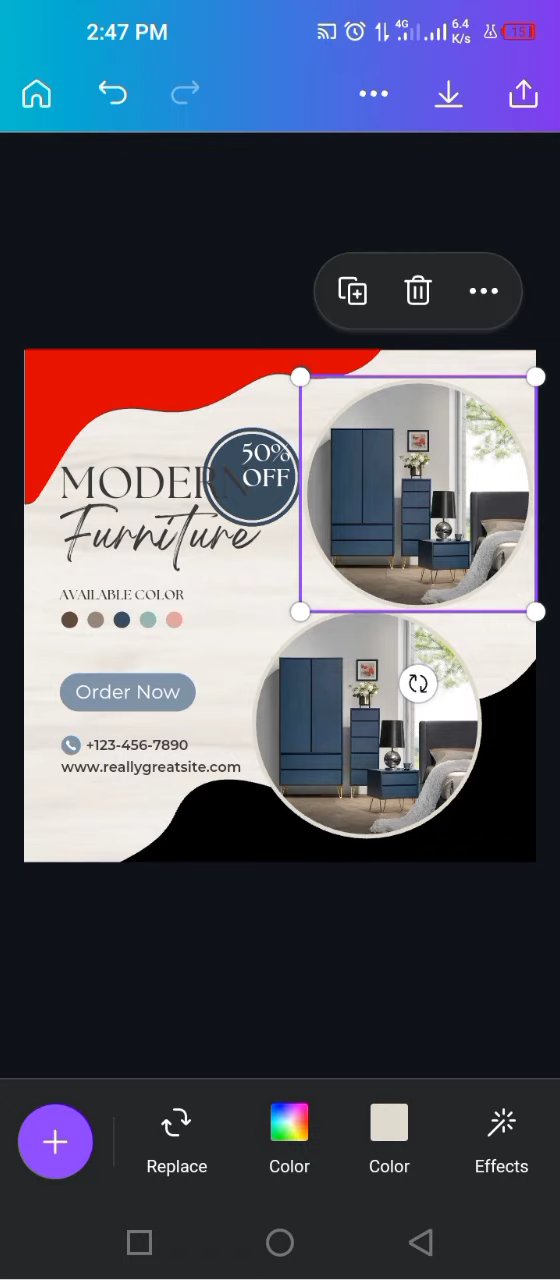 2:47 PM
4G
6.4
K/s
15
50%
OFF
MODERN
Furniture
AVAILABLE COLOR
Order Now
+123-456-7890
www.reallygreatsite.com
Replace
Color
Color
Effects